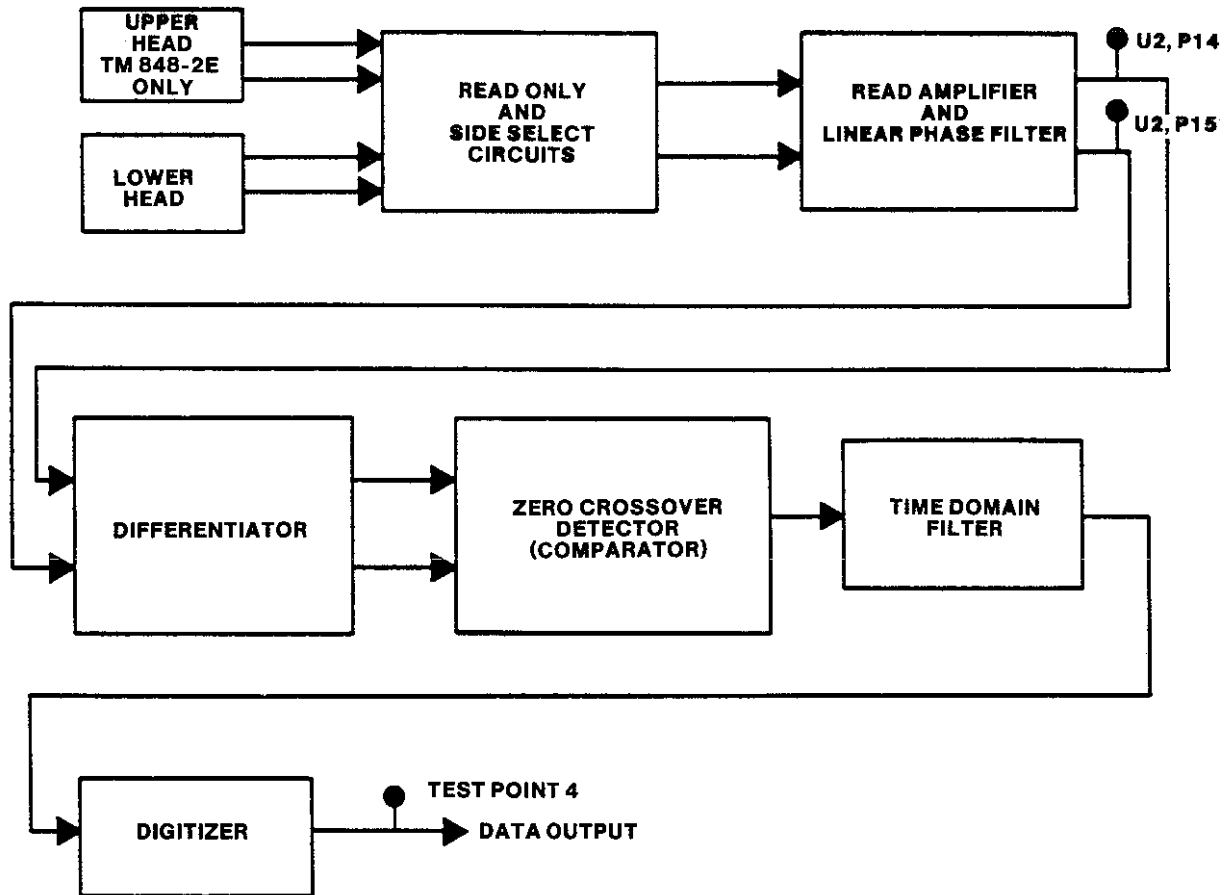 UPPER
HEAD
TM 848-2E
ONLY
LOWER
HEAD
READ ONLY
AND
SIDE SELECT
CIRCUITS
READ AMPLIFIER
AND
LINEAR PHASE FILTER
U2, P14
U2, P15
DIFFERENTIATOR
ZERO CROSSOVER
DETECTOR
(COMPARATOR)
TIME DOMAIN
FILTER
DIGITIZER
TEST POINT 4
DATA OUTPUT